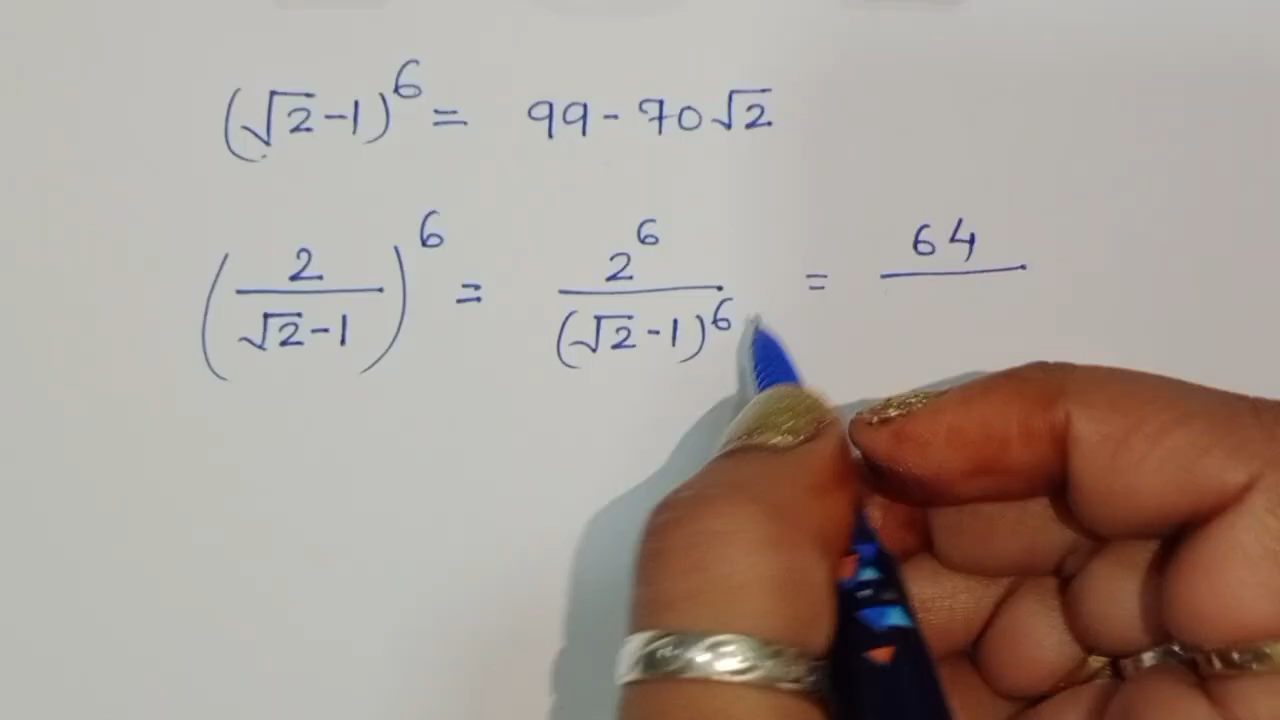 (√2-1)^6 = 99-70√2
(2/(√2-1))^6 = 2^6/(√2-1)^6 = 64/